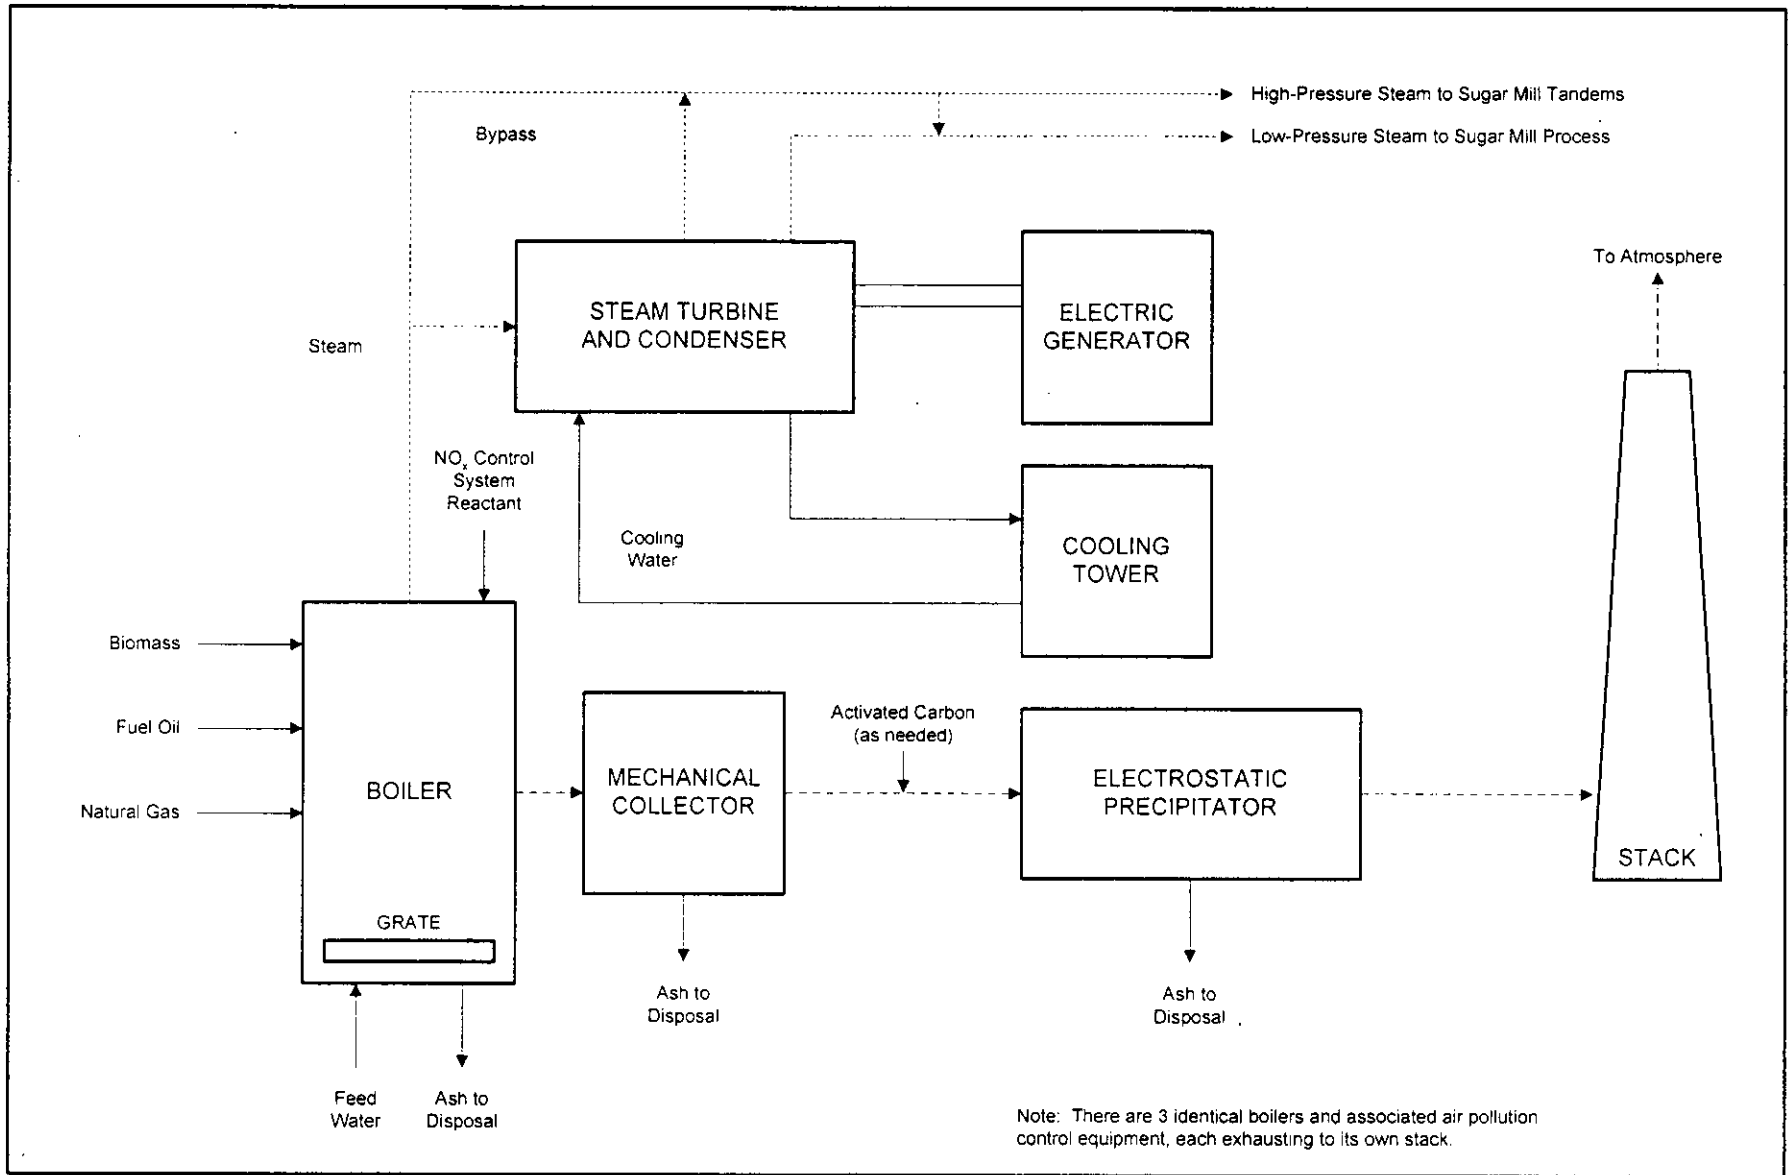 High-Pressure Steam to Sugar Mill Tandems
Bypass
Low-Pressure Steam to Sugar Mill Process
To Atmosphere
STEAM TURBINE
AND CONDENSER
ELECTRIC
GENERATOR
Steam
NOx Control
System
Reactant
Cooling
Water
COOLING
TOWER
Biomass
Fuel Oil
Natural Gas
BOILER
MECHANICAL
COLLECTOR
Activated Carbon
(as needed)
ELECTROSTATIC
PRECIPITATOR
STACK
GRATE
Ash to
Disposal
Ash to
Disposal
Feed
Water
Ash to
Disposal
Note: There are 3 identical boilers and associated air pollution
control equipment, each exhausting to its own stack.